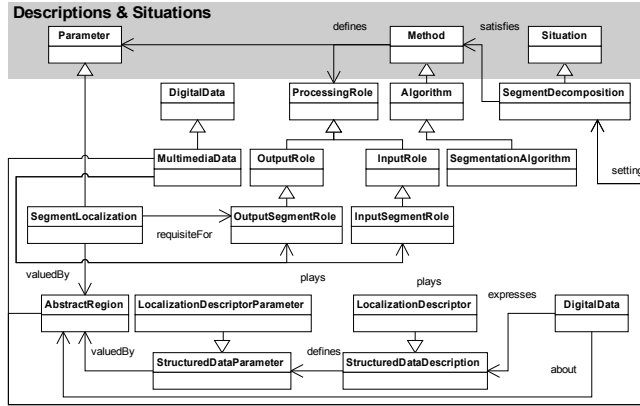 Descriptions & Situations
defines
satisfies
Parameter
Method
Situation
DigitalData
ProcessingRole
Algorithm
SegmentDecomposition
MultimediaData
OutputRole
InputRole
SegmentationAlgorithm
setting
SegmentLocalization
OutputSegmentRole
InputSegmentRole
requisiteFor
valuedBy
plays
plays
expresses
AbstractRegion
LocalizationDescriptorParameter
LocalizationDescriptor
DigitalData
valuedBy
defines
StructuredDataParameter
StructuredDataDescription
about